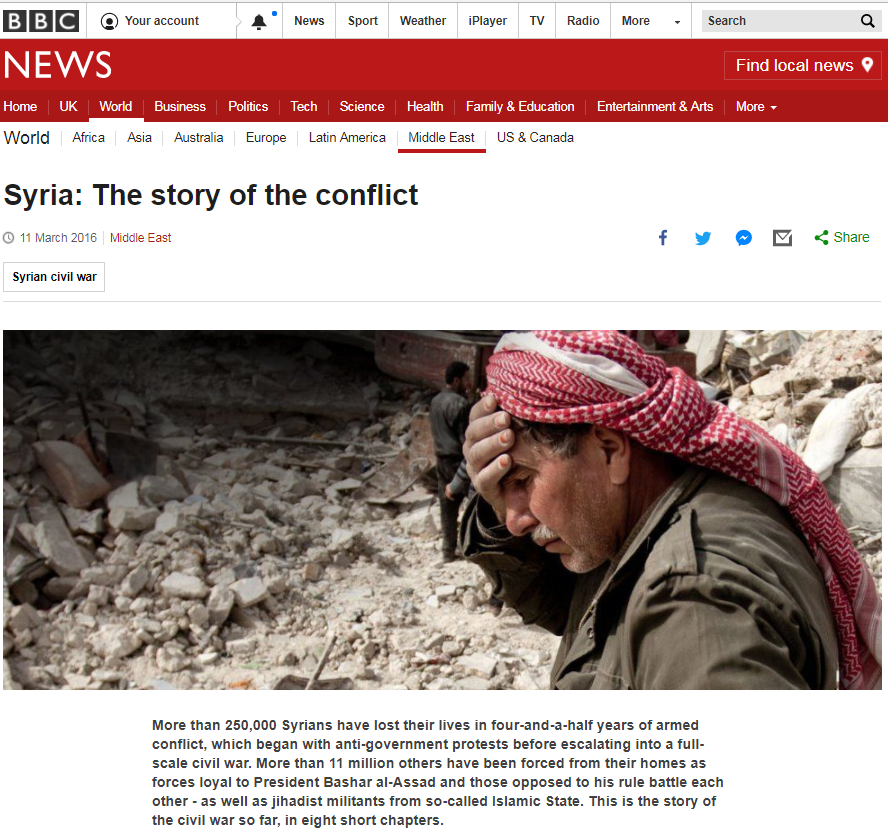 BBC Your account News Sport Weather iPlayer TV Radio More Search
NEWS Find local news
Home UK World Business Politics Tech Science Health Family & Education Entertainment & Arts More
World Africa Asia Australia Europe Latin America Middle East US & Canada
Syria: The story of the conflict
11 March 2016 Middle East Share
Syrian civil war
More than 250,000 Syrians have lost their lives in four-and-a-half years of armed
conflict, which began with anti-government protests before escalating into a full-
scale civil war. More than 11 million others have been forced from their homes as
forces loyal to President Bashar al-Assad and those opposed to his rule battle each
other - as well as jihadist militants from so-called Islamic State. This is the story of
the civil war so far, in eight short chapters.